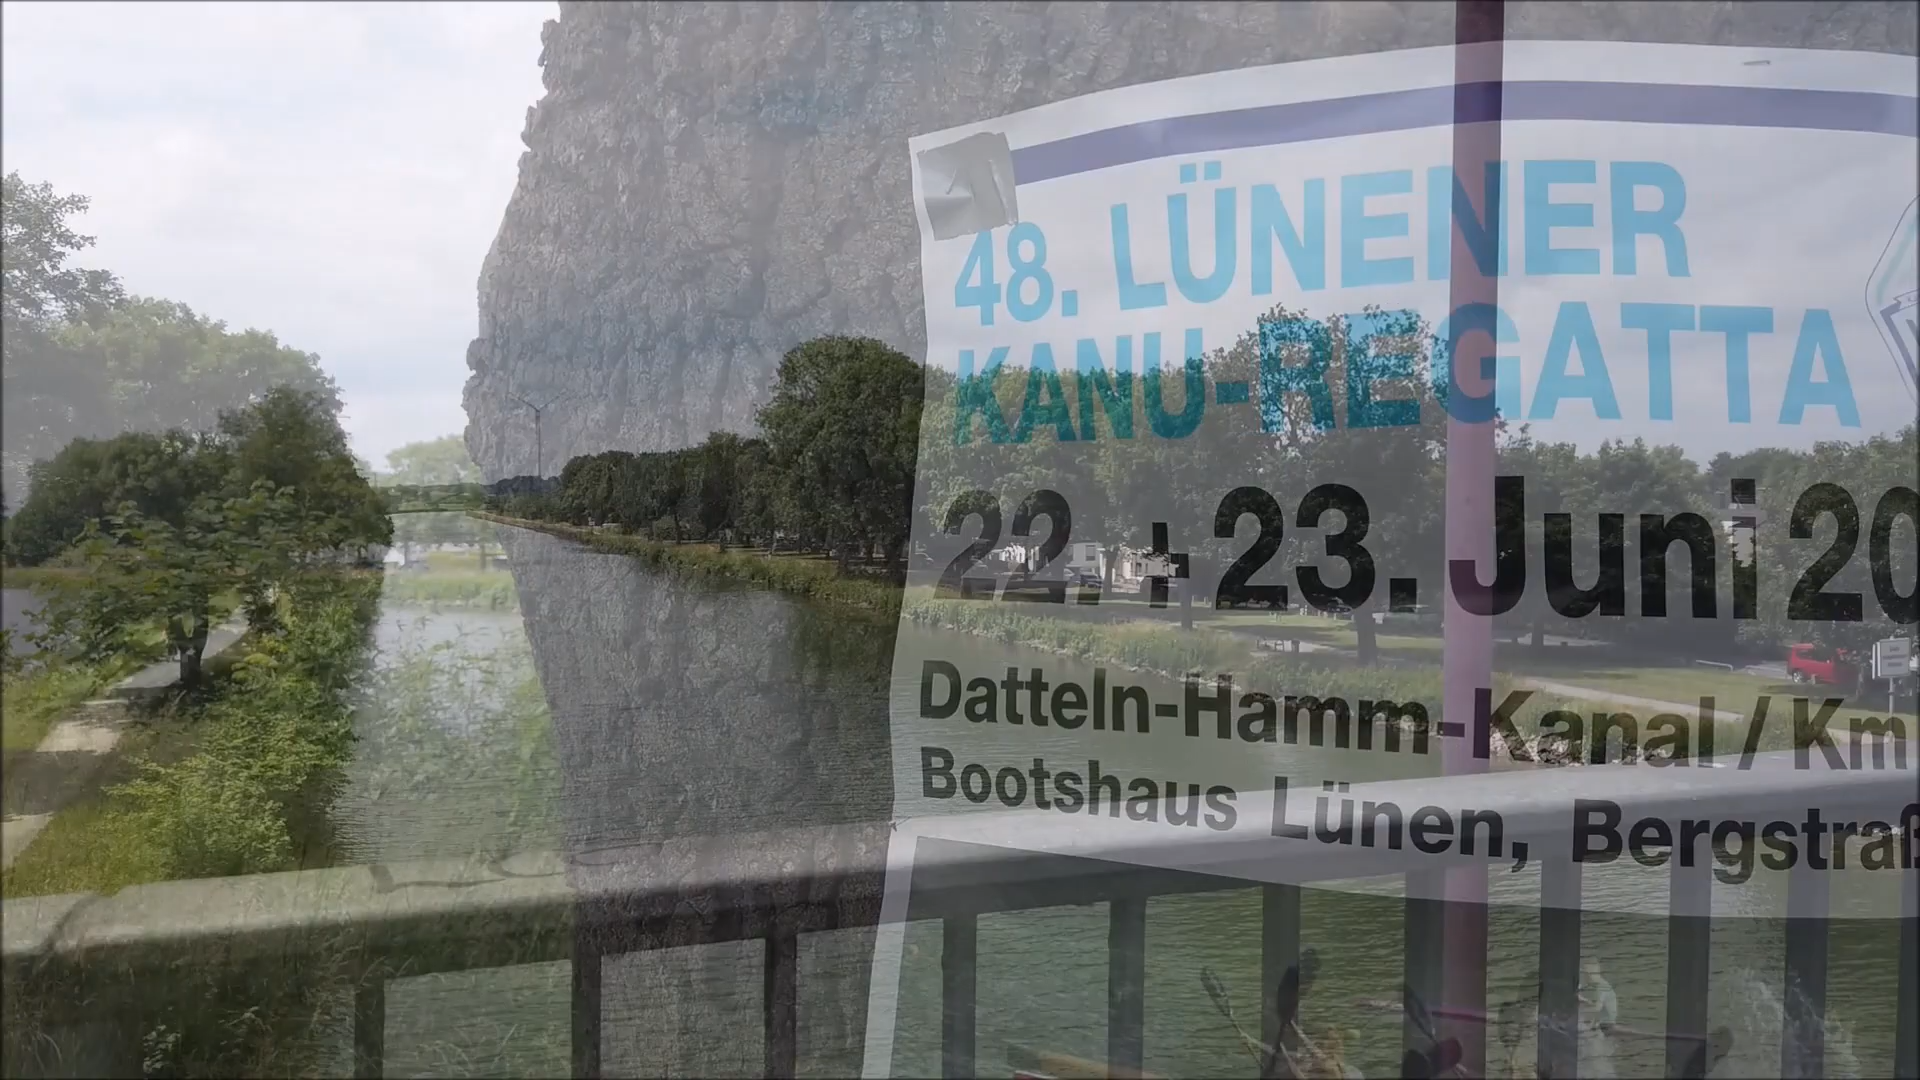 48. LÜNENER
KANU-REGATTA
22. + 23. Juni 20
Datteln-Hamm-Kanal / Km
Bootshaus Lünen, Bergstraß